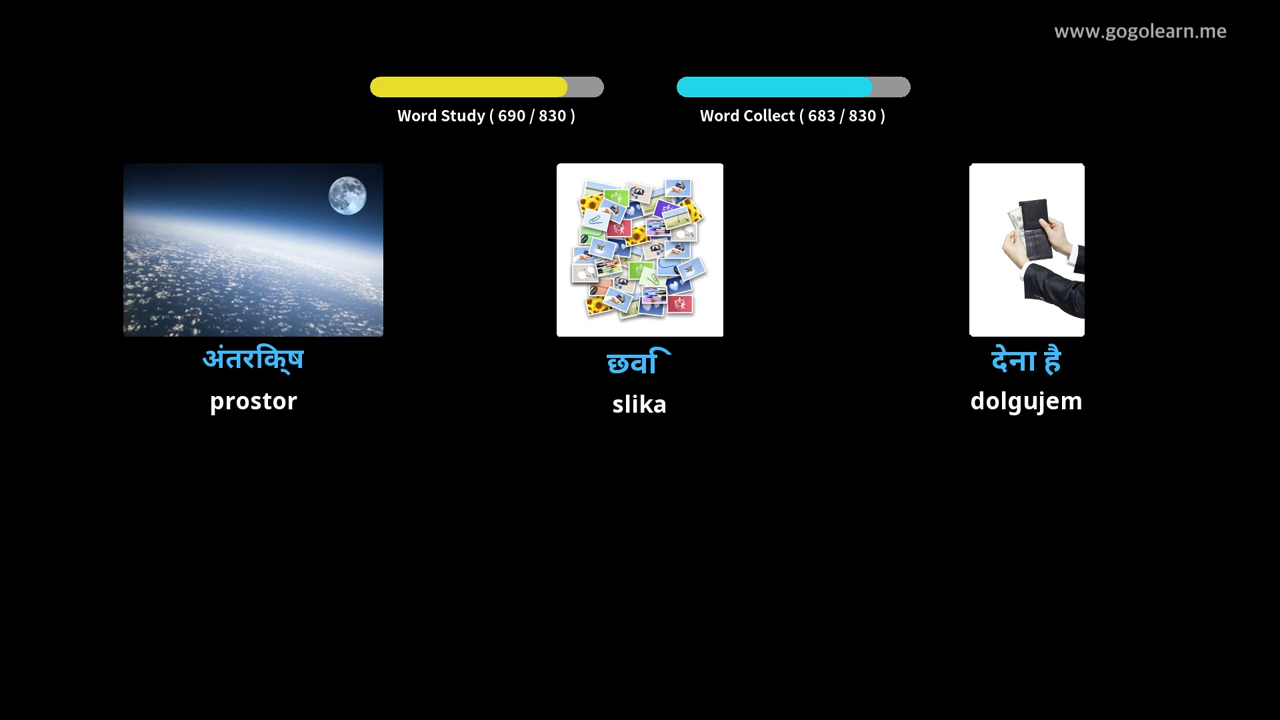 www.gogolearn.me
Word Study ( 690 / 830 )
Word Collect ( 683 / 830 )
अंतरिक्ष
छवि
देना है
prostor
slika
dolgujem